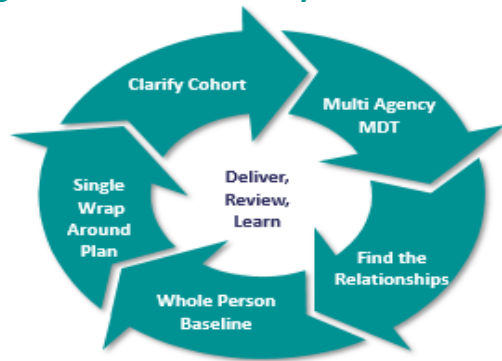 Clarify Cohort
Multi Agency
MDT
Find the
Relationships
Whole Person
Baseline
Single
Wrap
Around
Plan
Deliver,
Review,
Learn